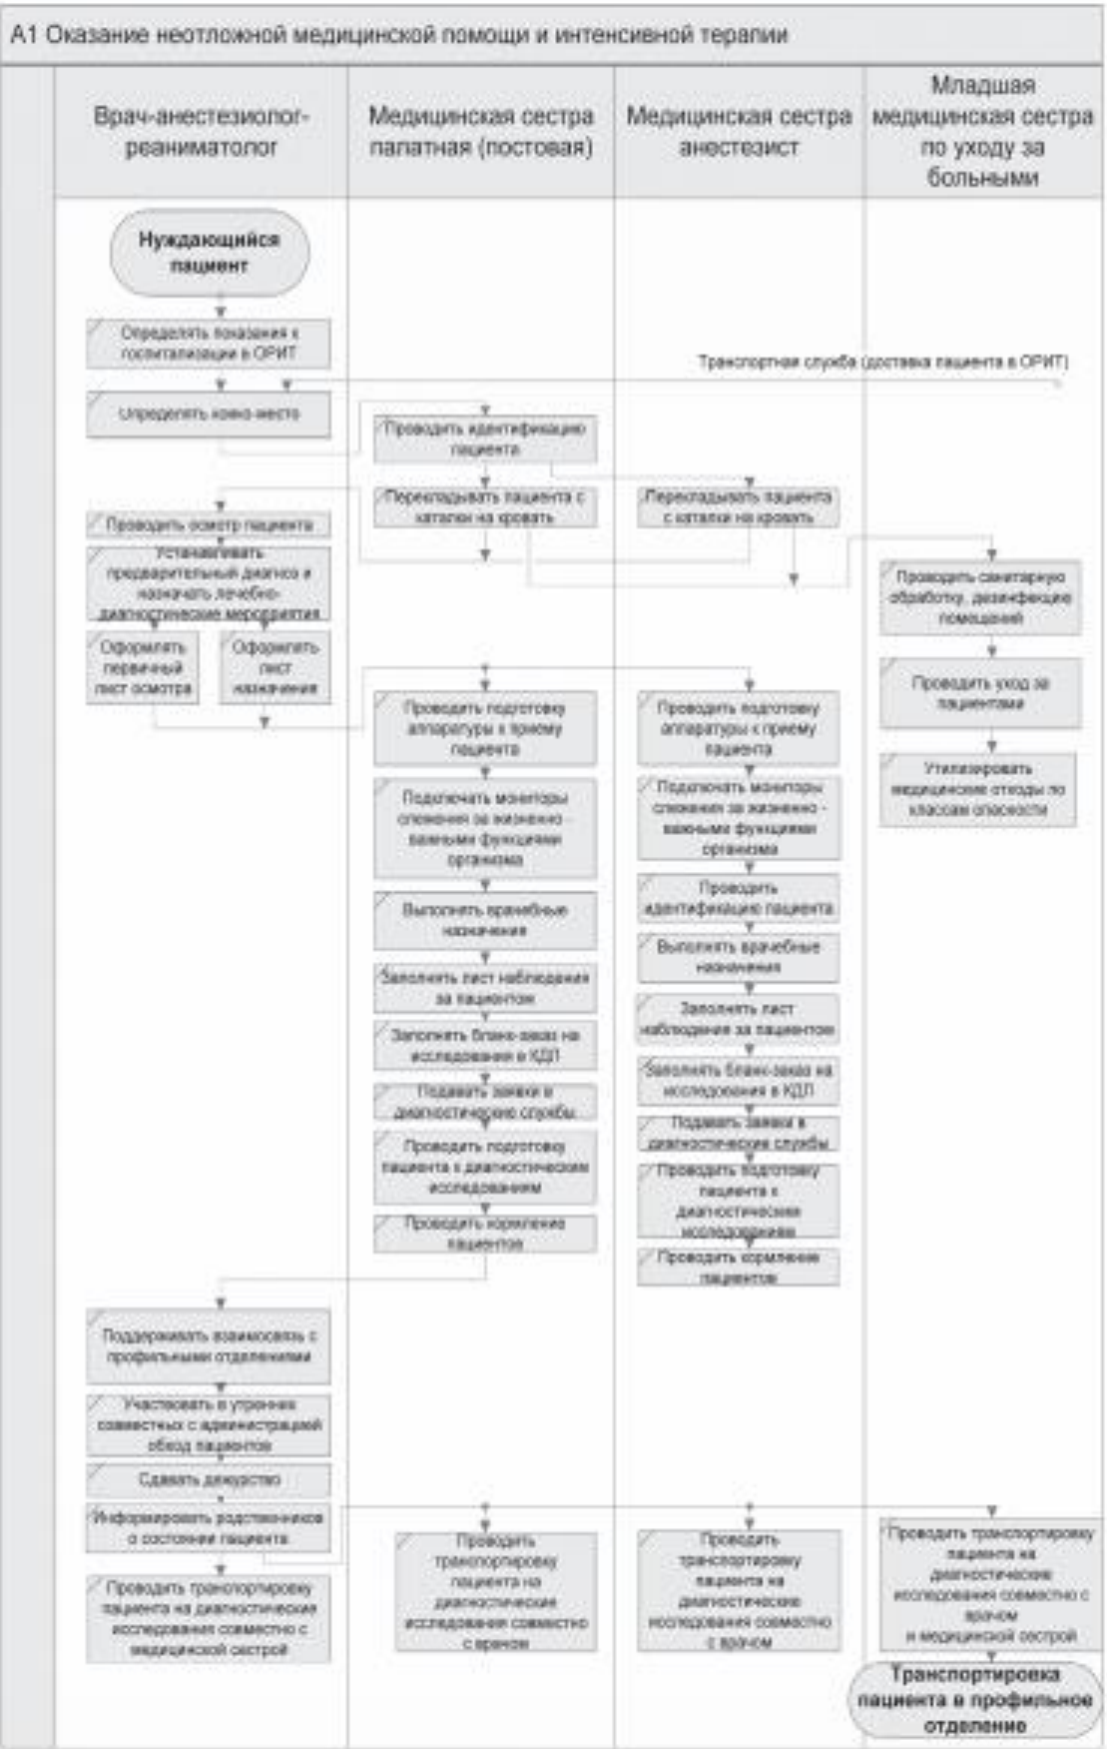 А1 Оказание неотложной медицинской помощи и интенсивной терапии
Врач-анестезиолог-
реаниматолог
Медицинская сестра
палатная (постовая)
Медицинская сестра
анестезист
Младшая
медицинская сестра
по уходу за
больными
Нуждающийся
пациент
Определять показания к
госпитализации в ОРИТ
Транспортная служба (доставка пациента в ОРИТ)
Определять койко-место
Проводить идентификацию
пациента
Перекладывать пациента с
каталки на кровать
Перекладывать пациента
с каталки на кровать
Проводить осмотр пациента
Устанавливать
предварительный диагноз и
назначать лечебно-
диагностические мероприятия
Проводить санитарную
обработку, дезинфекцию
помещений
Оформлять
первичный
лист осмотра
Оформлять
лист
назначения
Проводить уход за
пациентами
Утилизировать
медицинские отходы по
классам опасности
Проводить подготовку
аппаратуры к приему
пациента
Подключать мониторы
слежения за жизненно -
важными функциями
организма
Выполнять врачебные
назначения
Заполнять лист наблюдения
за пациентом
Заполнять бланк-заказ на
исследования в КДЛ
Подавать заявки в
диагностические службы
Проводить подготовку
пациента к диагностическим
исследованиям
Проводить кормление
пациентов
Проводить подготовку
аппаратуры к приему
пациента
Подключать мониторы
слежения за жизненно -
важными функциями
организма
Проводить
идентификацию пациента
Выполнять врачебные
назначения
Заполнять лист
наблюдения за пациентом
Заполнять бланк-заказ на
исследования в КДЛ
Подавать заявки в
диагностические службы
Проводить подготовку
пациента к
диагностическим
исследованиям
Проводить кормление
пациентов
Поддерживать взаимосвязь с
профильными отделениями
Участвовать в утренних
совместных с администрацией
обход пациентов
Сдавать дежурство
Информировать родственников
о состоянии пациента
Проводить транспортировку
пациента на диагностические
исследования совместно с
медицинской сестрой
Проводить
транспортировку
пациента на
диагностические
исследования совместно
с врачом
Проводить
транспортировку
пациента на
диагностические
исследования совместно
с врачом
Проводить транспортировку
пациента на
диагностические
исследования совместно с
врачом
и медицинской сестрой
Транспортировка
пациента в профильное
отделение